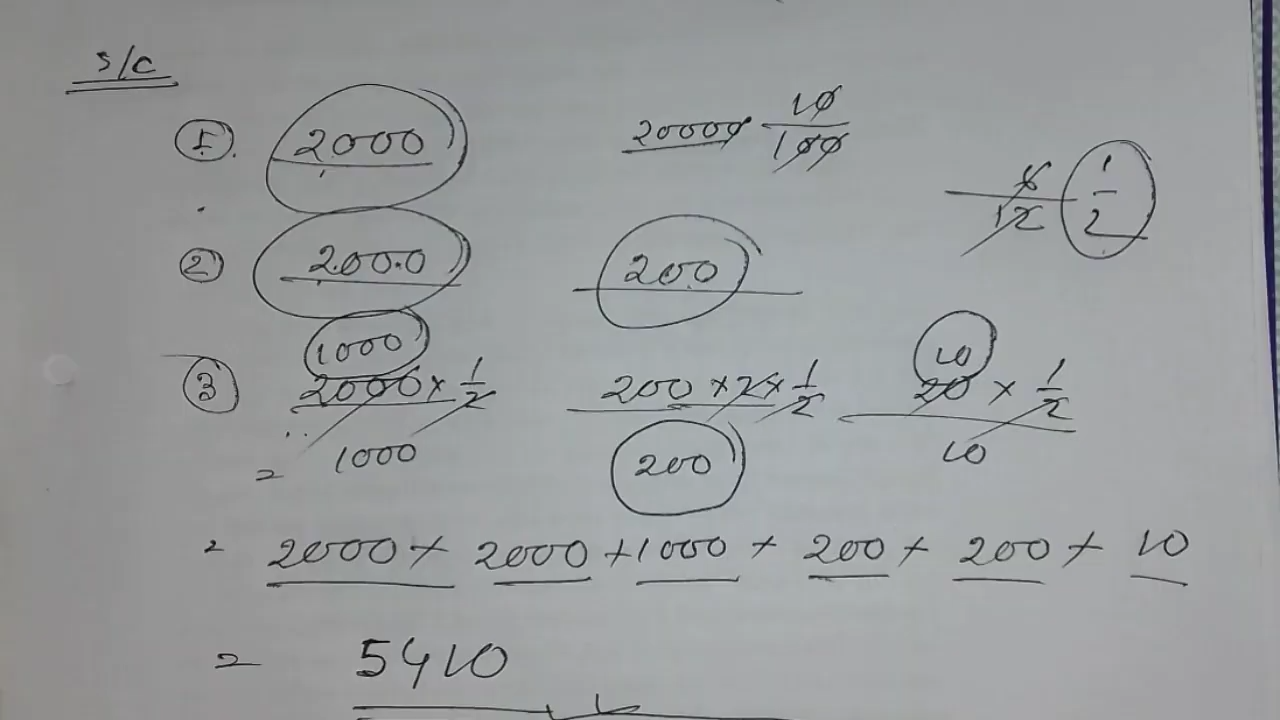 S/C
① 2000 20000 10/100 6/12 1/2
② 2000 200
1000 10
③ 2000 × 1/2 200 × 2 × 1/2 20 × 1/2
= 1000 200 10
= 2000 + 2000 + 1000 + 200 + 200 + 10
= 5410